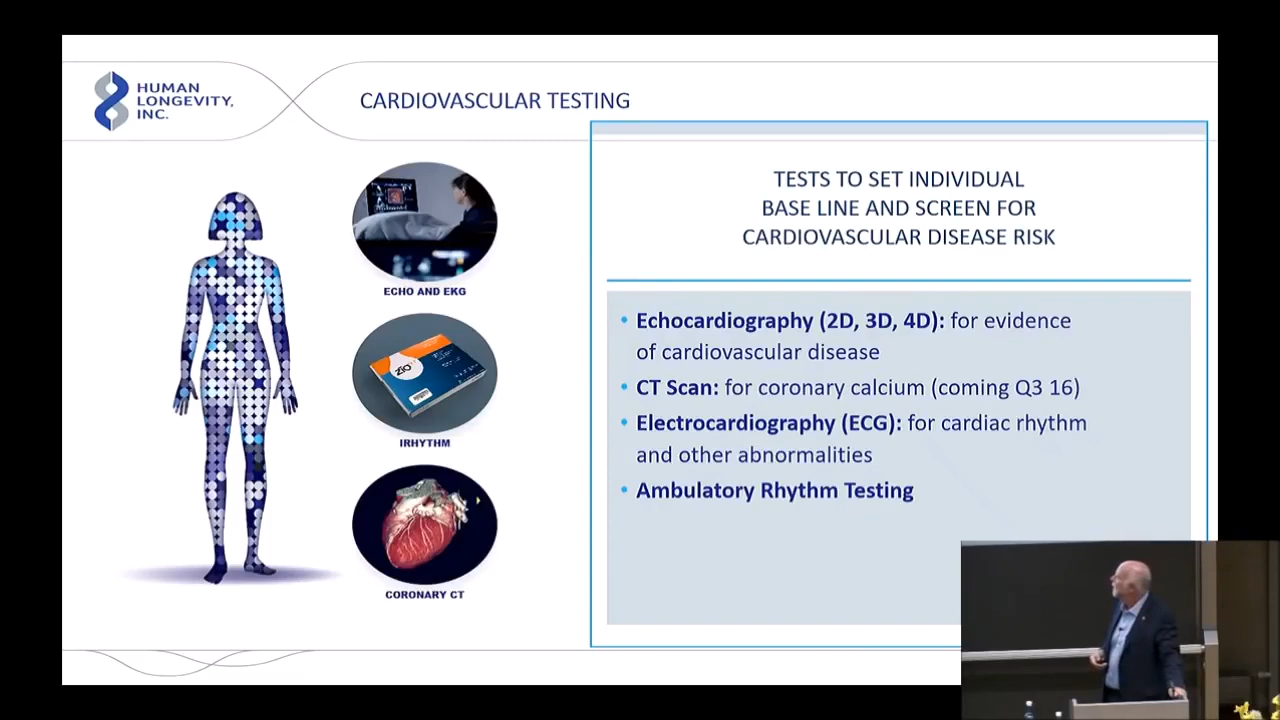 HUMAN
LONGEVITY,
INC.
CARDIOVASCULAR TESTING
ECHO AND EKG
zio
IRHYTHM
CORONARY CT
TESTS TO SET INDIVIDUAL
BASE LINE AND SCREEN FOR
CARDIOVASCULAR DISEASE RISK
• Echocardiography (2D, 3D, 4D): for evidence
of cardiovascular disease
• CT Scan: for coronary calcium (coming Q3 16)
• Electrocardiography (ECG): for cardiac rhythm
and other abnormalities
• Ambulatory Rhythm Testing